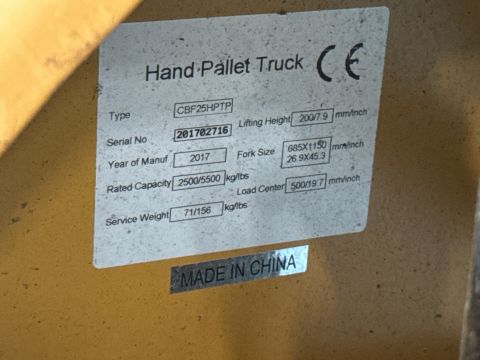 Hand Pallet Truck CE
Type CBF25HPTP
Serial No 201702716 Lifting Height 200/7.9 mm/inch
Year of Manuf 2017 Fork Size 685X1150 mm/inch
26.9X45.3
Rated Capacity 2500/5500 kg/lbs Load Center 500/19.7 mm/inch
Service Weight 71/156 kg/lbs
MADE IN CHINA